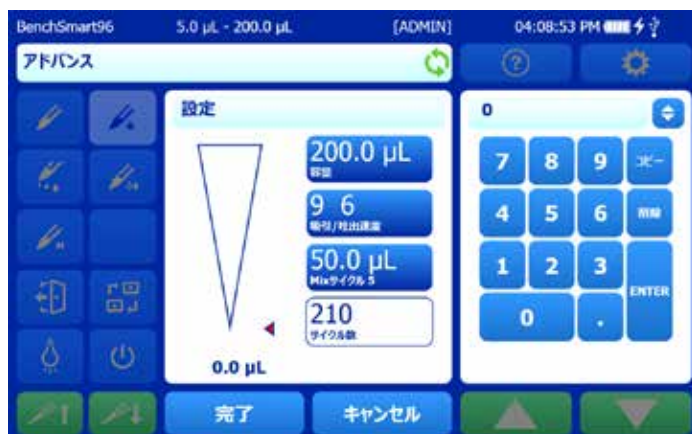 BenchSmart96 5.0 µL - 200.0 µL [ADMIN] 04:08:53 PM
アドバンス
設定
0
200.0 µL
容量
9 6
吸引/吐出速度
50.0 µL
Mixサイクル 5
210
サイクル数
0.0 µL
7 8 9 コピー
4 5 6 削除
1 2 3
ENTER
0 .
完了 キャンセル